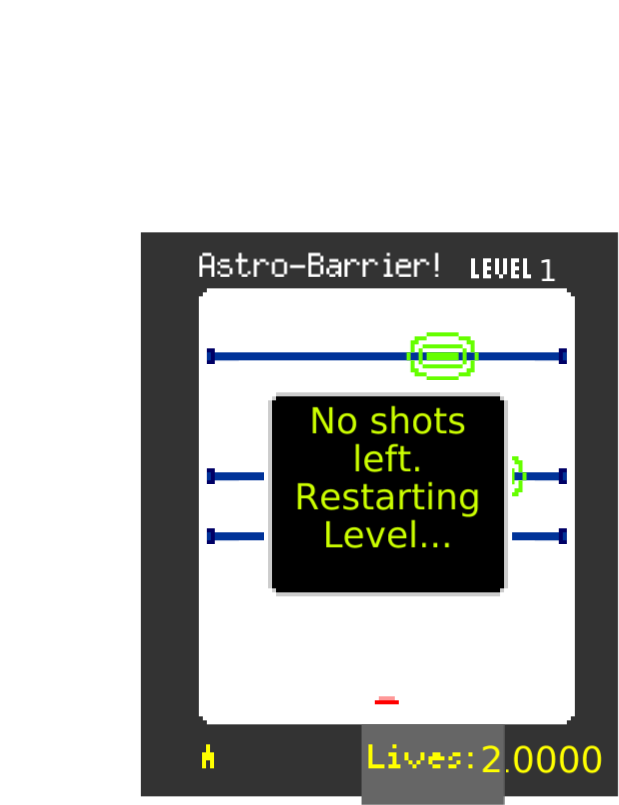 Astro-Barrier! LEVEL 1
No shots
left.
Restarting
Level...
Lives: 2.0000